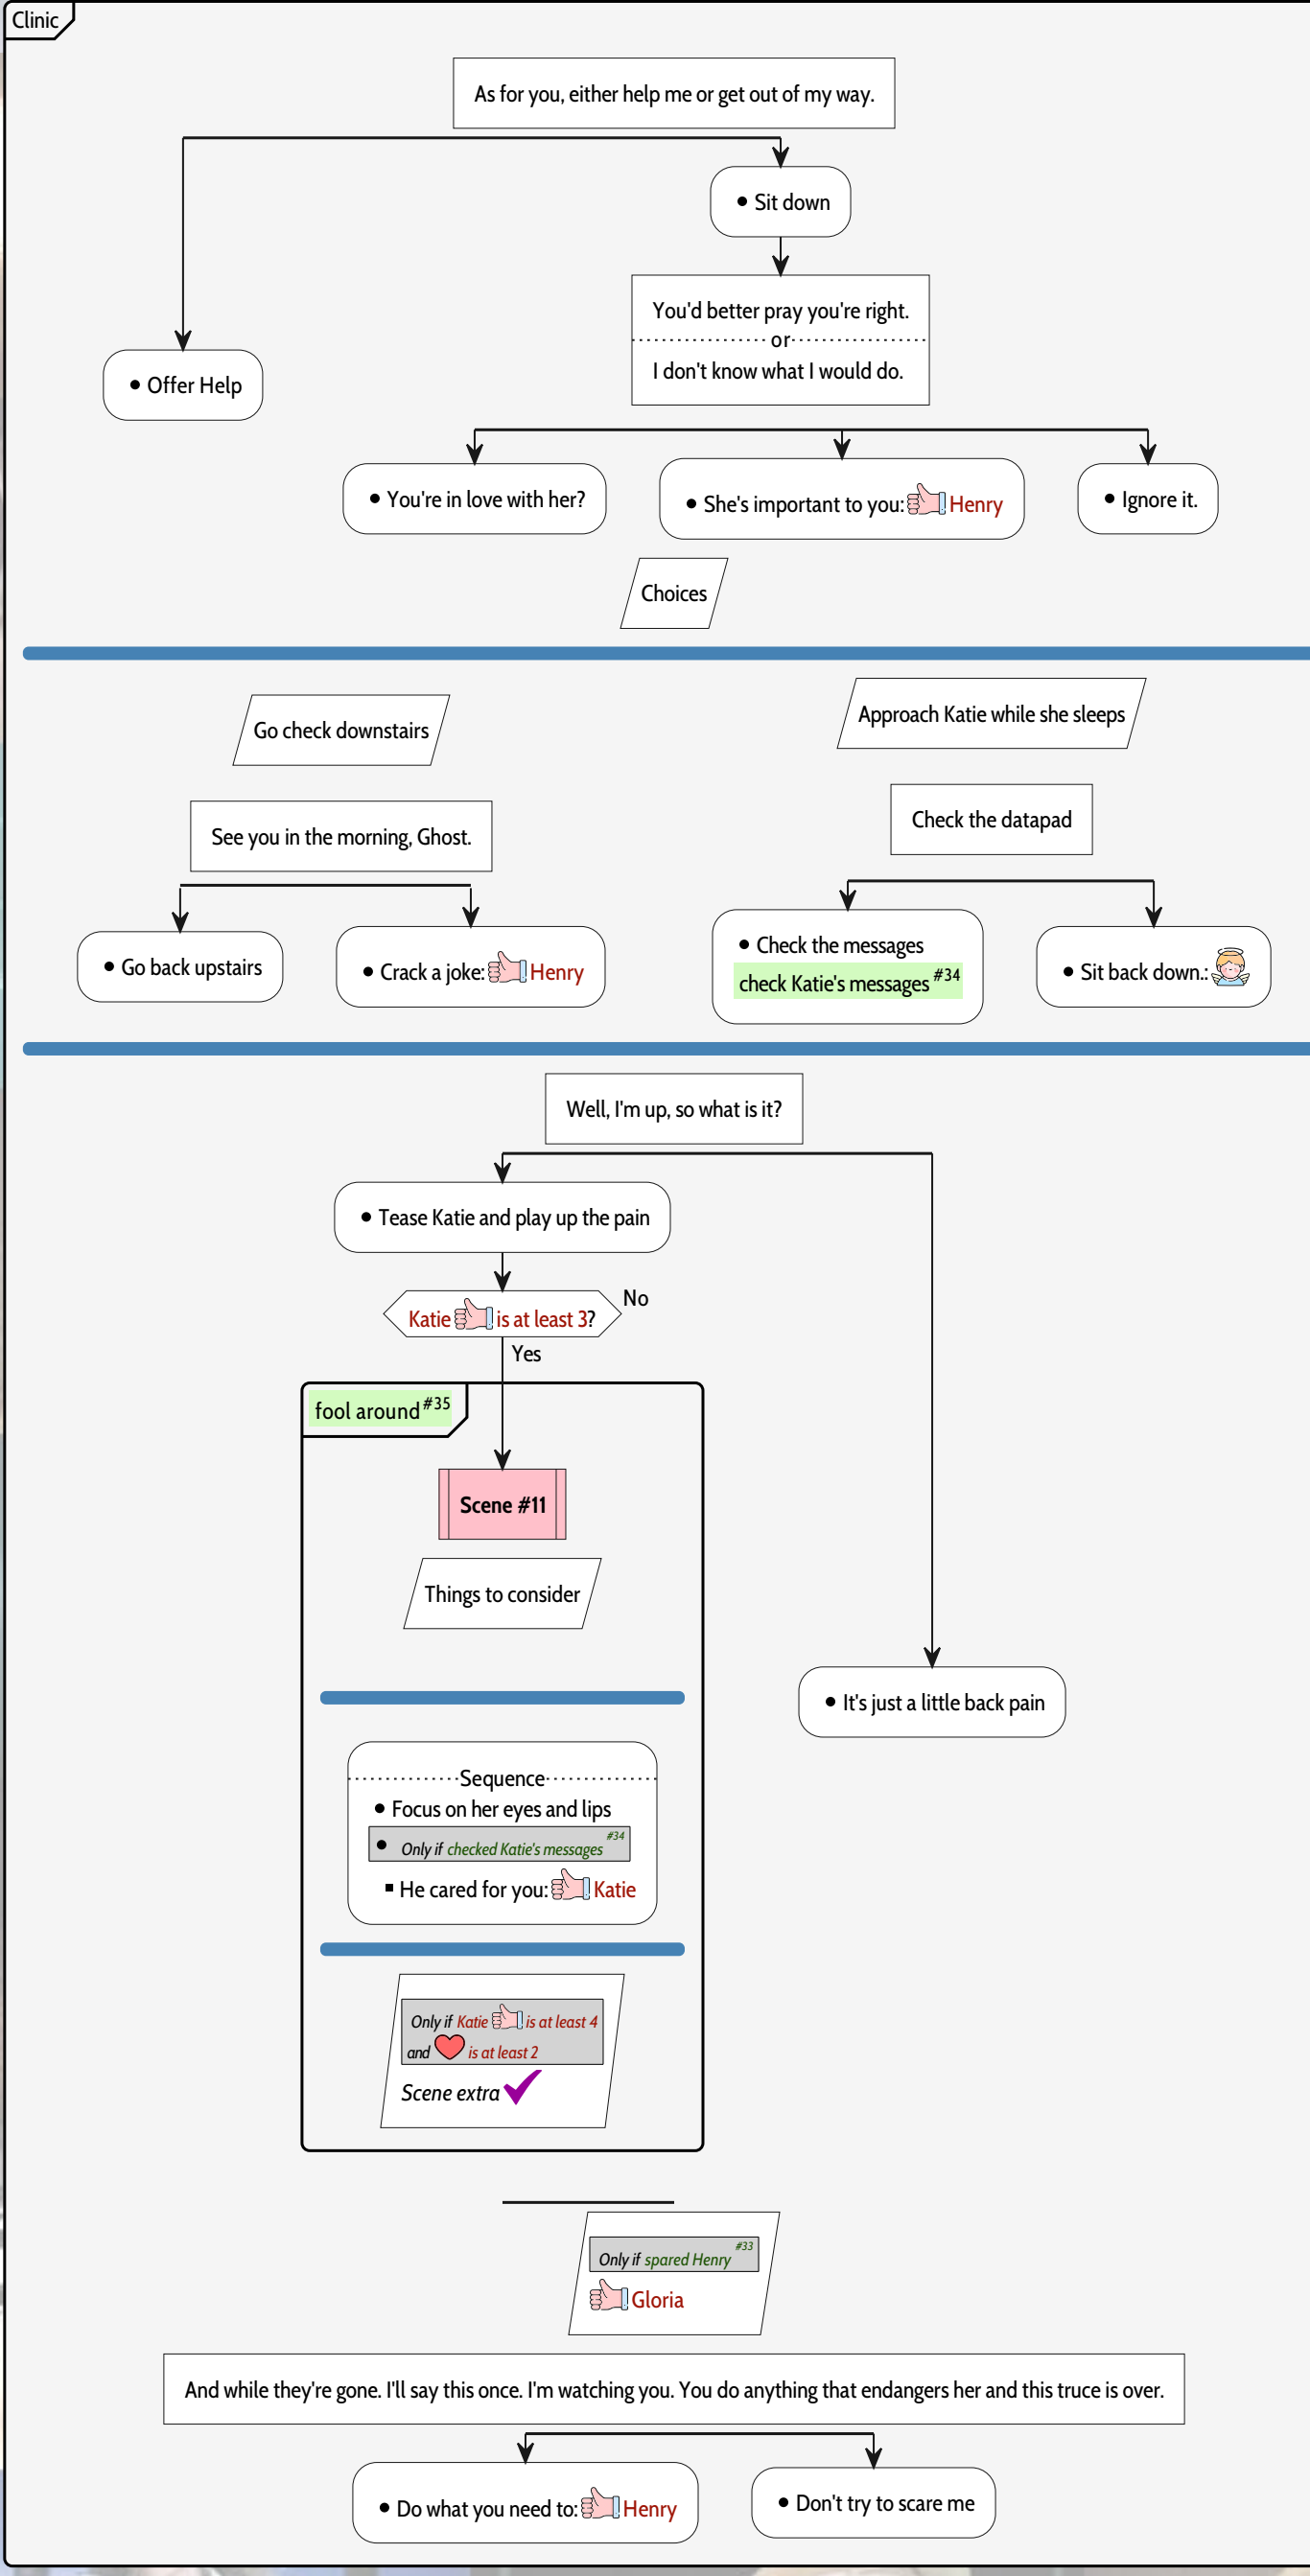 Clinic
As for you, either help me or get out of my way.
• Sit down
You'd better pray you're right.
or
I don't know what I would do.
• Offer Help
• You're in love with her?
• She's important to you: Henry
• Ignore it.
Choices
Go check downstairs
Approach Katie while she sleeps
See you in the morning, Ghost.
Check the datapad
• Go back upstairs
• Crack a joke: Henry
• Check the messages
check Katie's messages #34
• Sit back down.:
Well, I'm up, so what is it?
• Tease Katie and play up the pain
Katie is at least 3?
No
Yes
fool around #35
Scene #11
Things to consider
• It's just a little back pain
Sequence
• Focus on her eyes and lips
• Only if checked Katie's messages #34
▪ He cared for you: Katie
Only if Katie is at least 4
and is at least 2
Scene extra
Only if spared Henry #33
Gloria
And while they're gone. I'll say this once. I'm watching you. You do anything that endangers her and this truce is over.
• Do what you need to: Henry
• Don't try to scare me